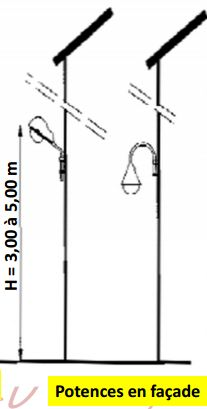 H = 3,00 à 5,00 m
Potences en façade